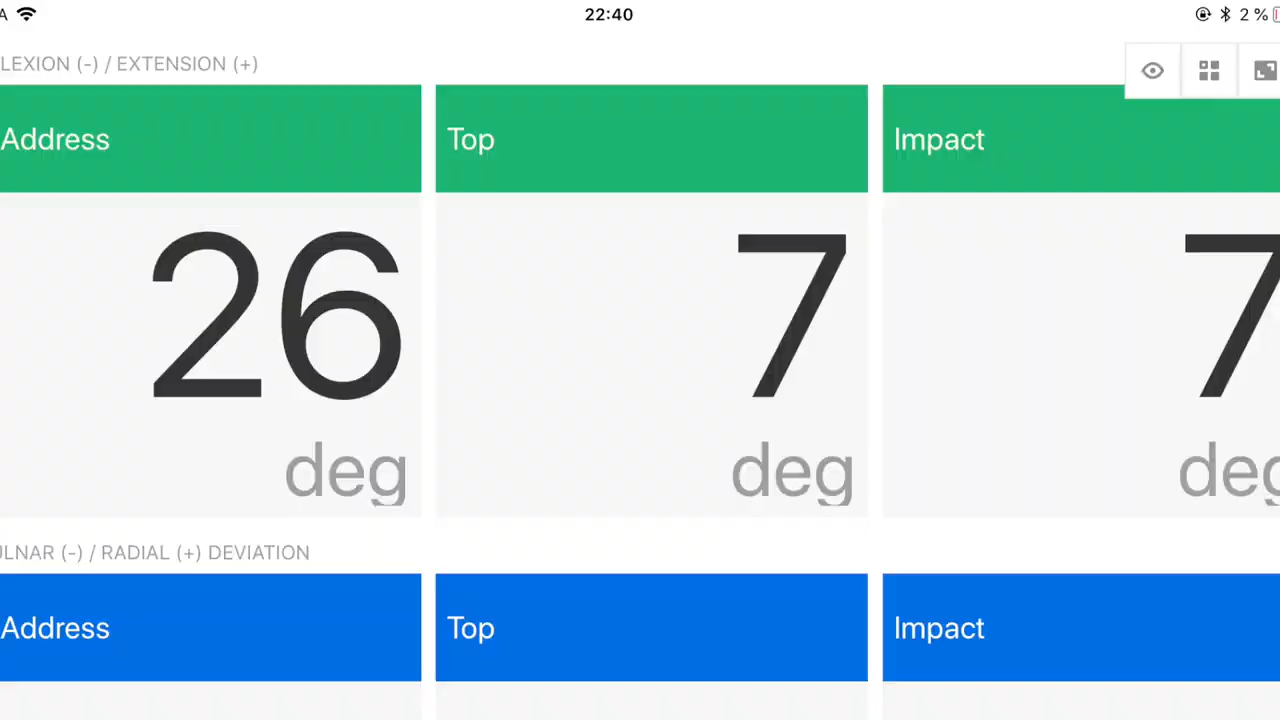 A 22:40 2 %
LEXION (-) / EXTENSION (+)
Address Top Impact
26 7 7
deg deg deg
ULNAR (-) / RADIAL (+) DEVIATION
Address Top Impact